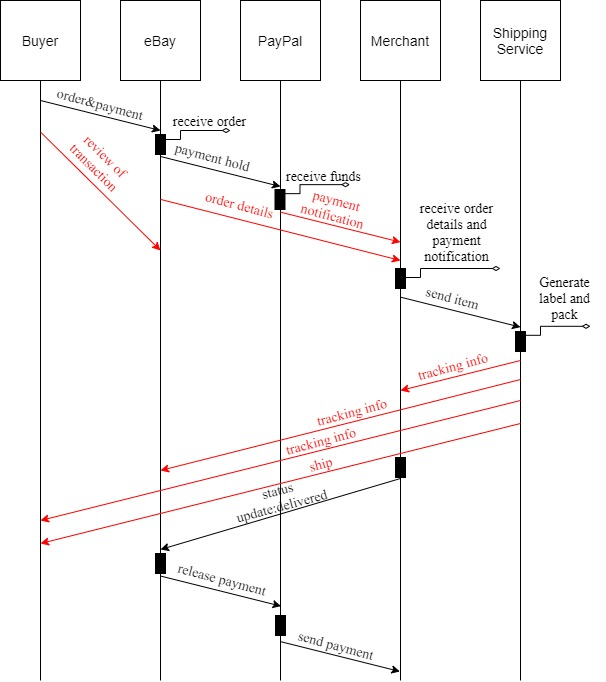 Buyer
eBay
PayPal
Merchant
Shipping
Service
order&payment
receive order
review of
transaction
payment hold
receive funds
order details
payment
notification
receive order
details and
payment
notification
send item
Generate
label and
pack
tracking info
tracking info
tracking info
ship
status
update:delivered
release payment
send payment